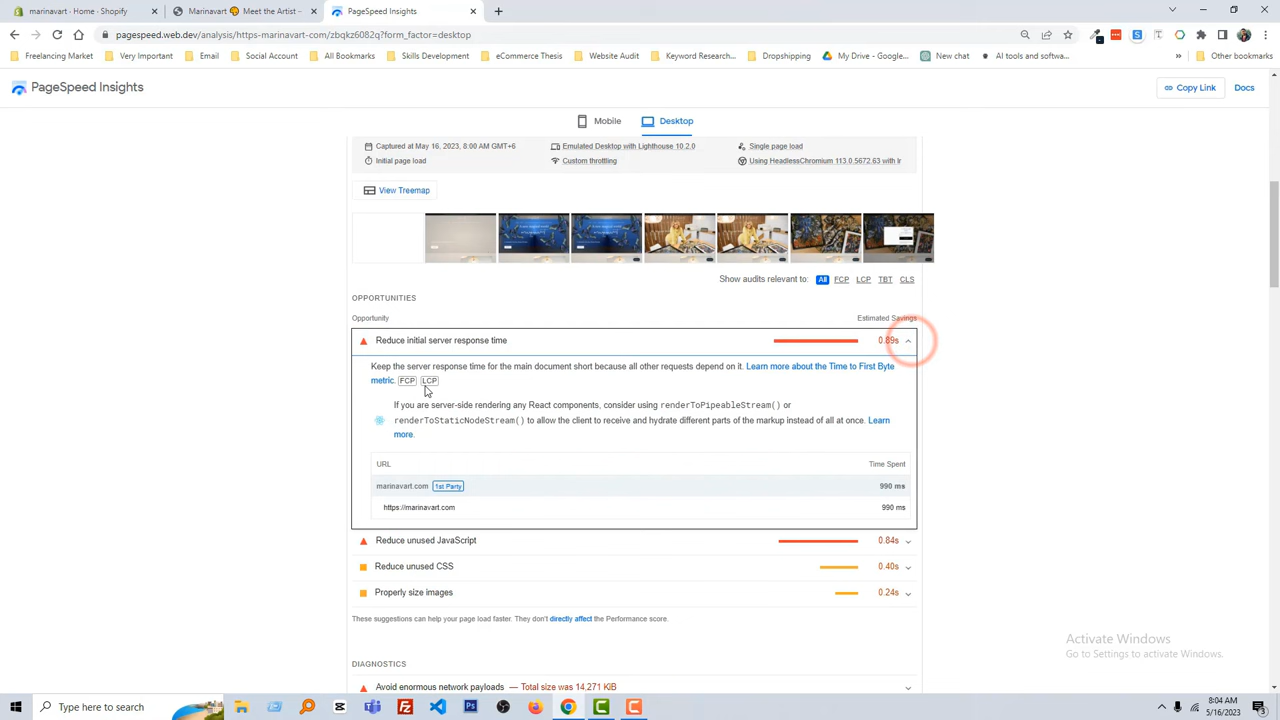 marinavart - Home - Shopify
Marinavart
Meet the Artist -
PageSpeed Insights
pagespeed.web.dev/analysis/https-marinavart-com/zbqkz6082q?form_factor=desktop
Freelancing Market
Very Important
Email
All Bookmarks
eCommerce Thesis
Website Audit
Keyword Research...
Dropshipping
My Drive - Google...
New chat
AI tools and softwa...
»
Other bookmarks
PageSpeed Insights
Copy Link
Docs
Mobile
Desktop
Captured at May 16, 2023, 8:00 AM GMT+6
Emulated Desktop with Lighthouse 10.2.0
Single page load
Initial page load
Custom throttling
Using HeadlessChromium 113.0.5672.63 with lr
View Treemap
Show audits relevant to: All FCP LCP TBT CLS
OPPORTUNITIES
Opportunity
Estimated Savings
Reduce initial server response time
0.89s
Keep the server response time for the main document short because all other requests depend on it. Learn more about the Time to First Byte
metric. FCP LCP
If you are server-side rendering any React components, consider using renderToPipeableStream() or
renderToStaticNodeStream() to allow the client to receive and hydrate different parts of the markup instead of all at once. Learn
more.
URL
Time Spent
marinavart.com 1st Party
990 ms
https://marinavart.com
990 ms
Reduce unused JavaScript
0.84s
Reduce unused CSS
0.40s
Properly size images
0.24s
These suggestions can help your page load faster. They don't directly affect the Performance score.
DIAGNOSTICS
Avoid enormous network payloads — Total size was 14,271 KiB
Activate Windows
Go to Settings to activate Windows.
Type here to search
8:04 AM
5/16/2023